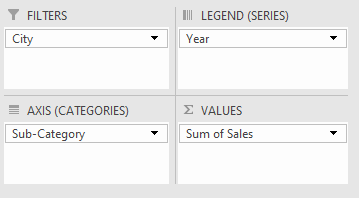 FILTERS
City
LEGEND (SERIES)
Year
AXIS (CATEGORIES)
Sub-Category
Σ VALUES
Sum of Sales